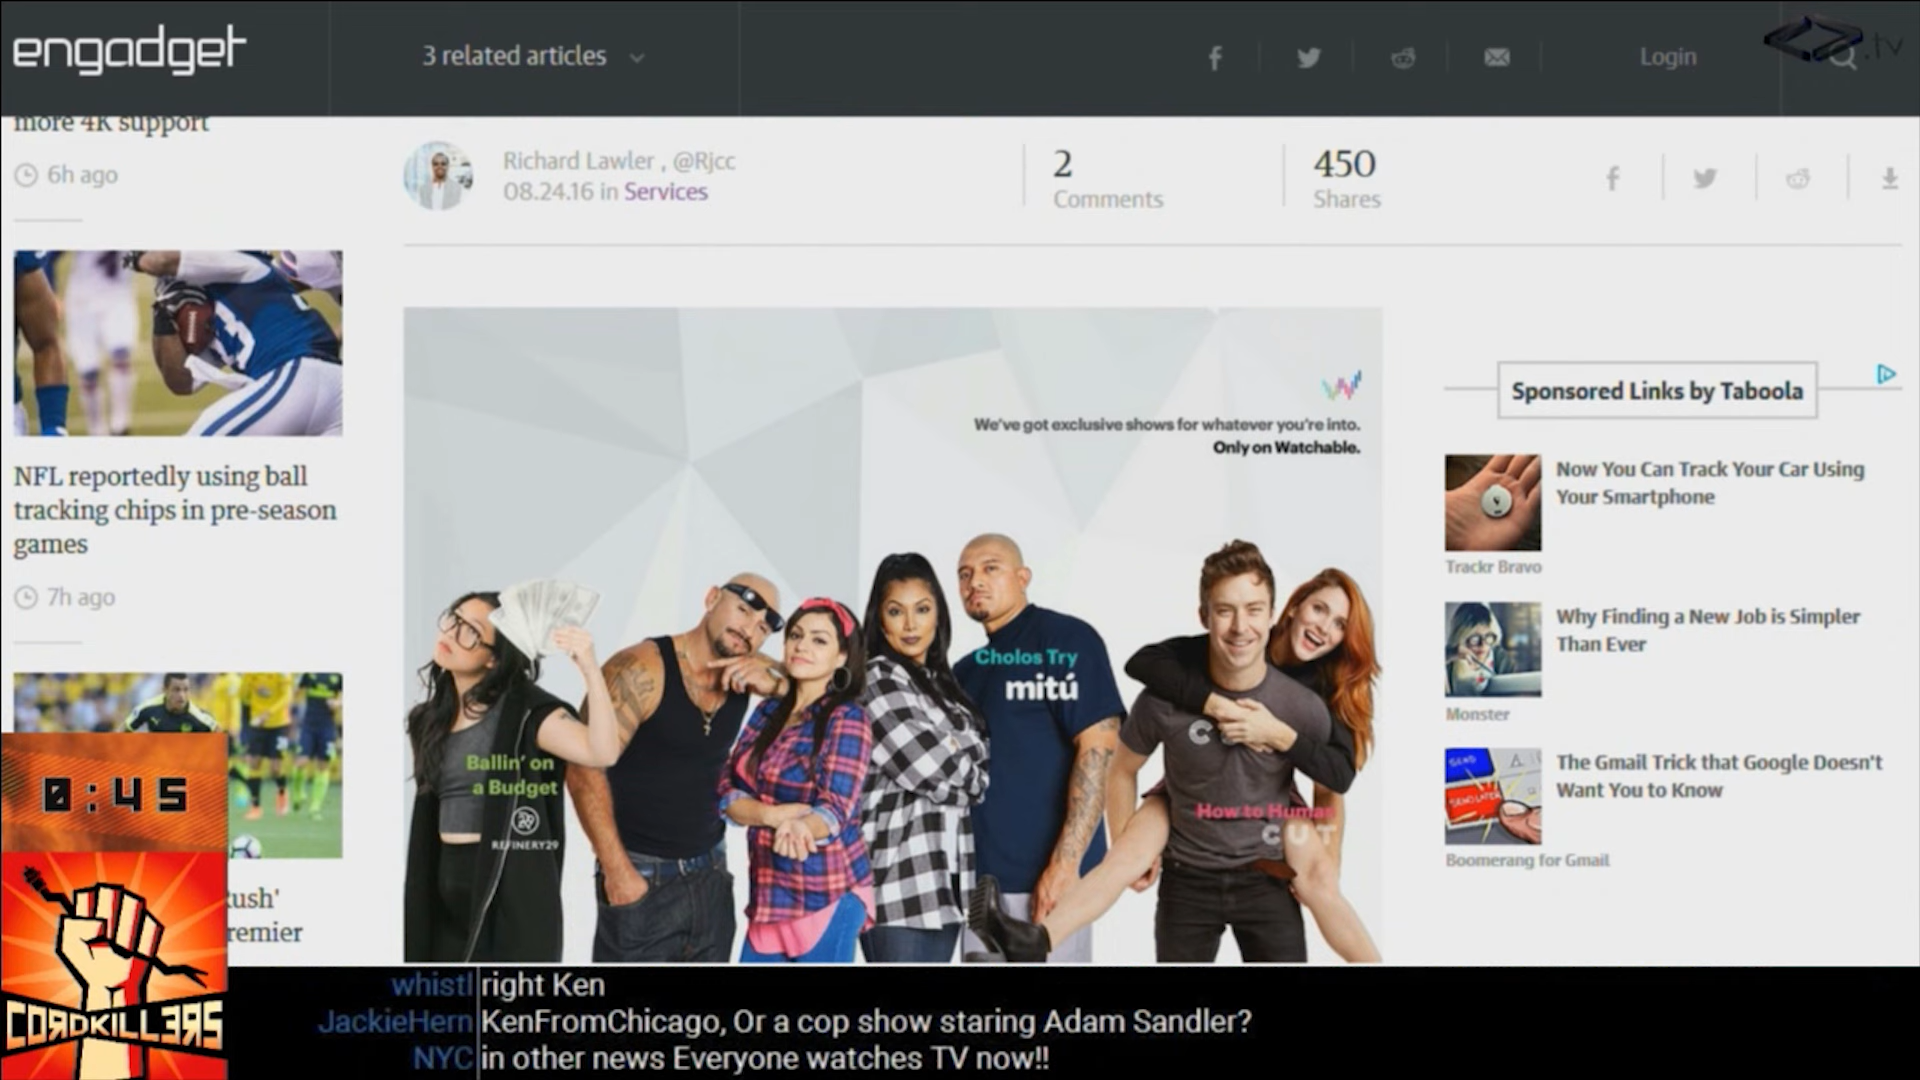 engadget
3 related articles
Login
.tv
more 4K support
6h ago
Richard Lawler , @Rjcc
08.24.16 in Services
2
Comments
450
Shares
NFL reportedly using ball
tracking chips in pre-season
games
7h ago
We've got exclusive shows for whatever you're into.
Only on Watchable.
Cholos Try
mitú
Ballin' on
a Budget
REFINERY29
How to Human
CUT
Sponsored Links by Taboola
Now You Can Track Your Car Using
Your Smartphone
Trackr Bravo
Why Finding a New Job is Simpler
Than Ever
Monster
The Gmail Trick that Google Doesn't
Want You to Know
Boomerang for Gmail
0:45
CORDKILLERS
whistl right Ken
JackieHern KenFromChicago, Or a cop show staring Adam Sandler?
NYC in other news Everyone watches TV now!!